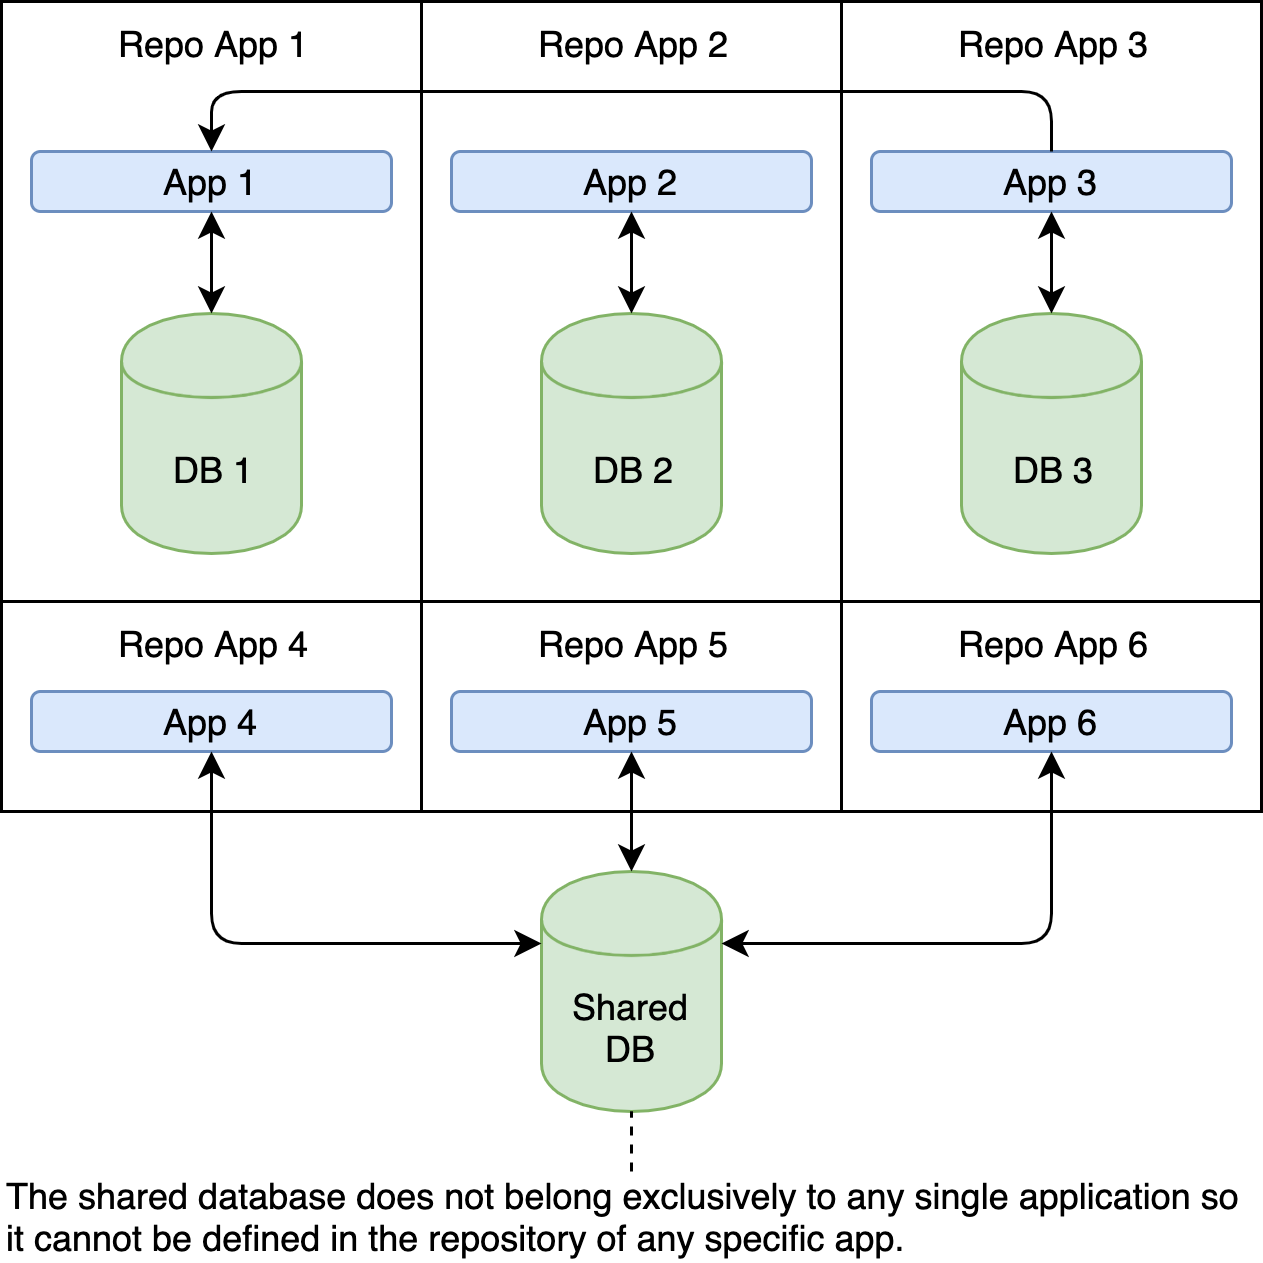 Repo App 1
Repo App 2
Repo App 3
App 1
App 2
App 3
DB 1
DB 2
DB 3
Repo App 4
Repo App 5
Repo App 6
App 4
App 5
App 6
Shared
DB
The shared database does not belong exclusively to any single application so
it cannot be defined in the repository of any specific app.